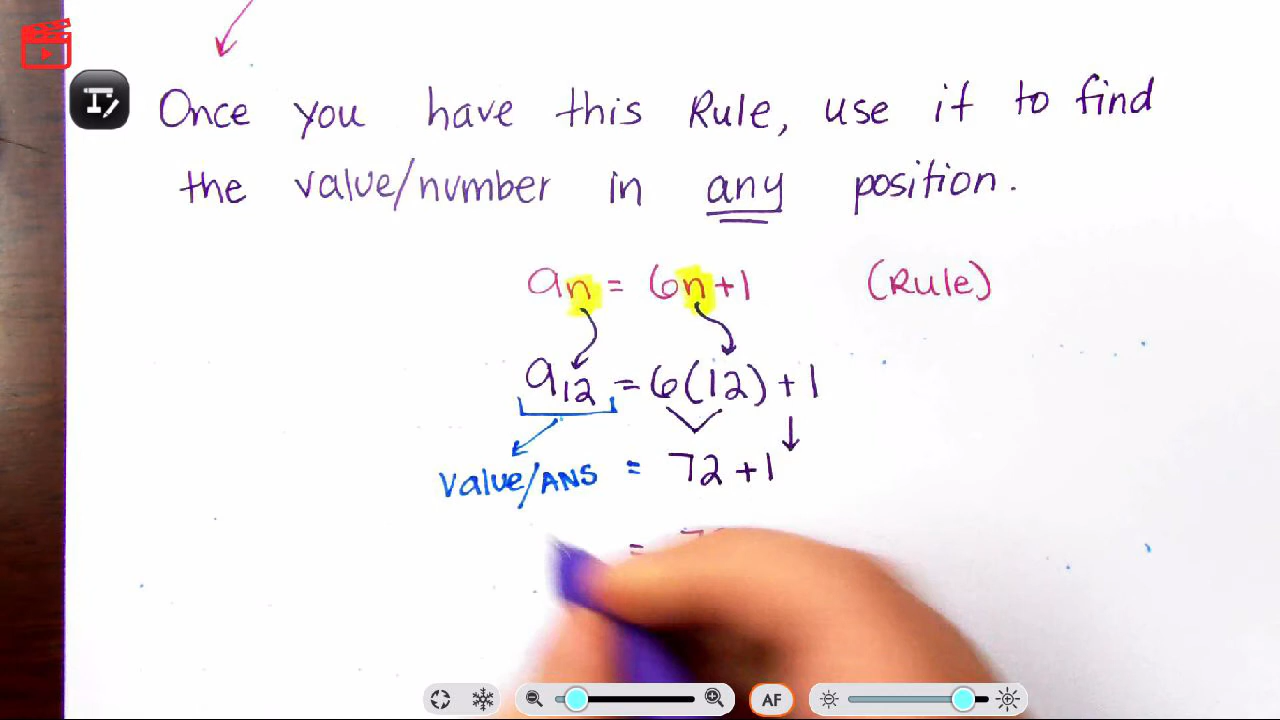 Once you have this Rule, use it to find
the value/number in any position.
an = 6n+1 (Rule)
a12 = 6(12) + 1
Value/ANS = 72 + 1
=
AF